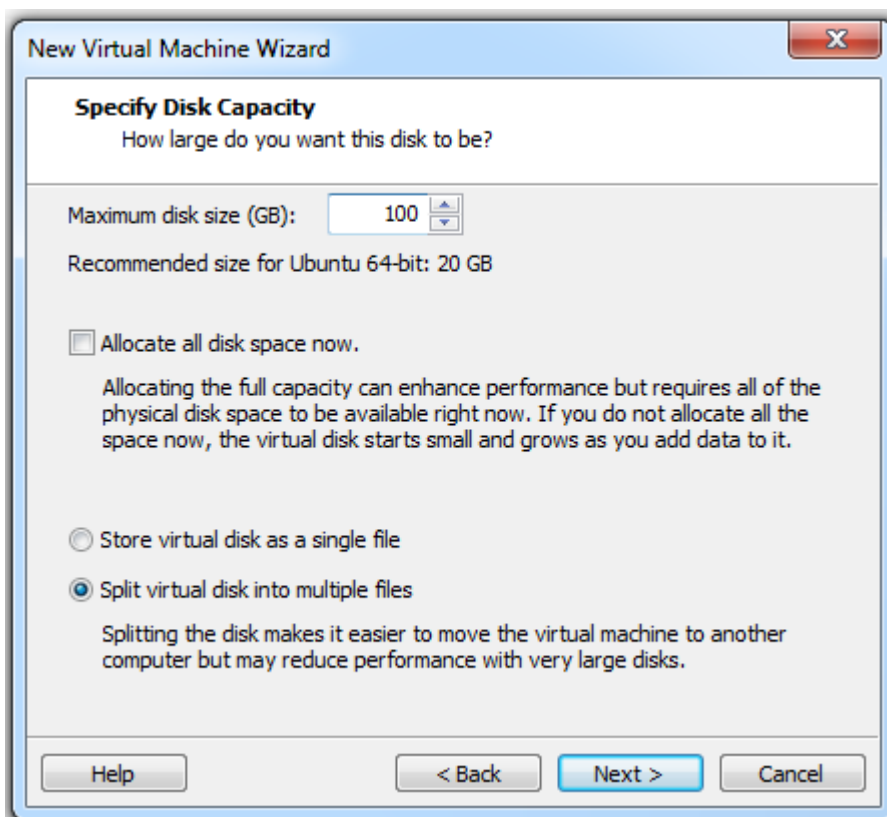 New Virtual Machine Wizard
X
Specify Disk Capacity
How large do you want this disk to be?
Maximum disk size (GB): 100
Recommended size for Ubuntu 64-bit: 20 GB
Allocate all disk space now.
Allocating the full capacity can enhance performance but requires all of the
physical disk space to be available right now. If you do not allocate all the
space now, the virtual disk starts small and grows as you add data to it.
Store virtual disk as a single file
Split virtual disk into multiple files
Splitting the disk makes it easier to move the virtual machine to another
computer but may reduce performance with very large disks.
Help < Back Next > Cancel